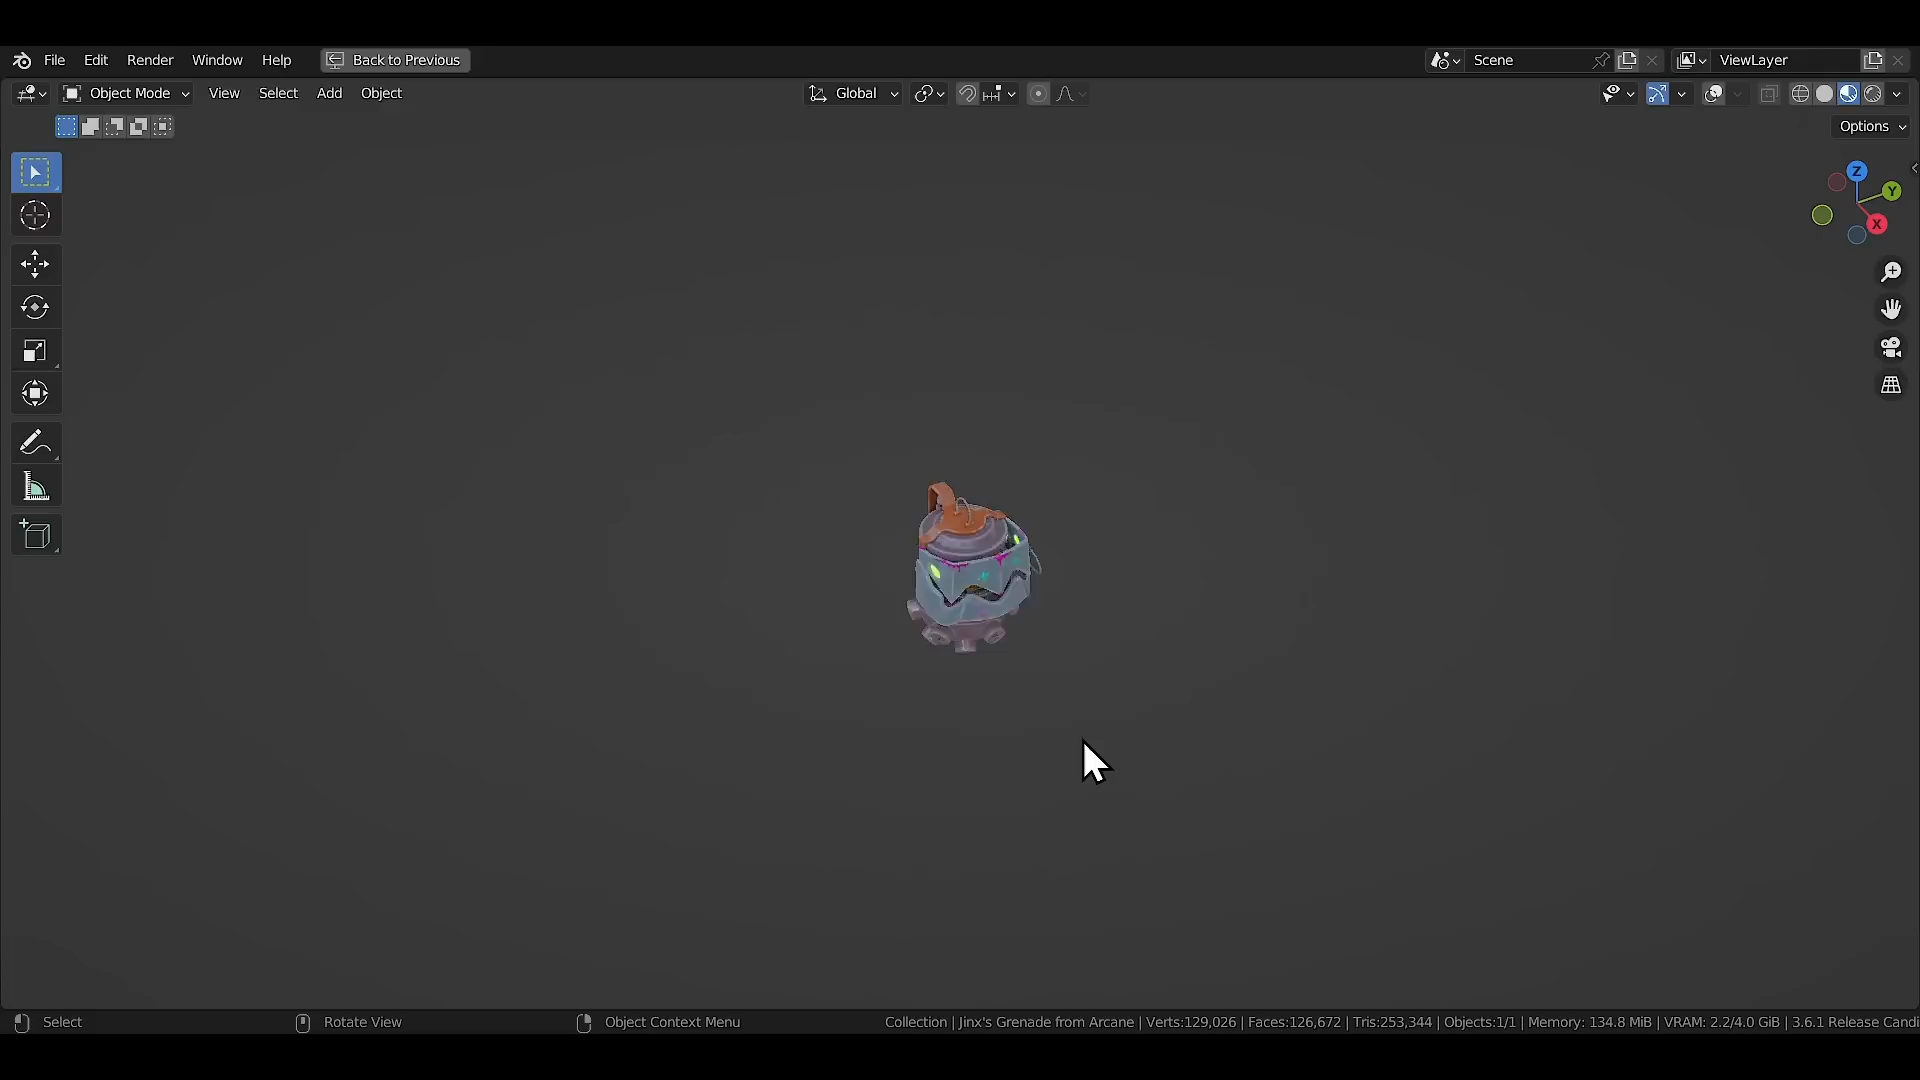 File Edit Render Window Help Back to Previous Scene ViewLayer
Object Mode View Select Add Object Global
Options
Z
Y
X
Select Rotate View Object Context Menu Collection | Jinx's Grenade from Arcane | Verts:129,026 | Faces:126,672 | Tris:253,344 | Objects:1/1 | Memory: 134.8 MiB | VRAM: 2.2/4.0 GiB | 3.6.1 Release Candi